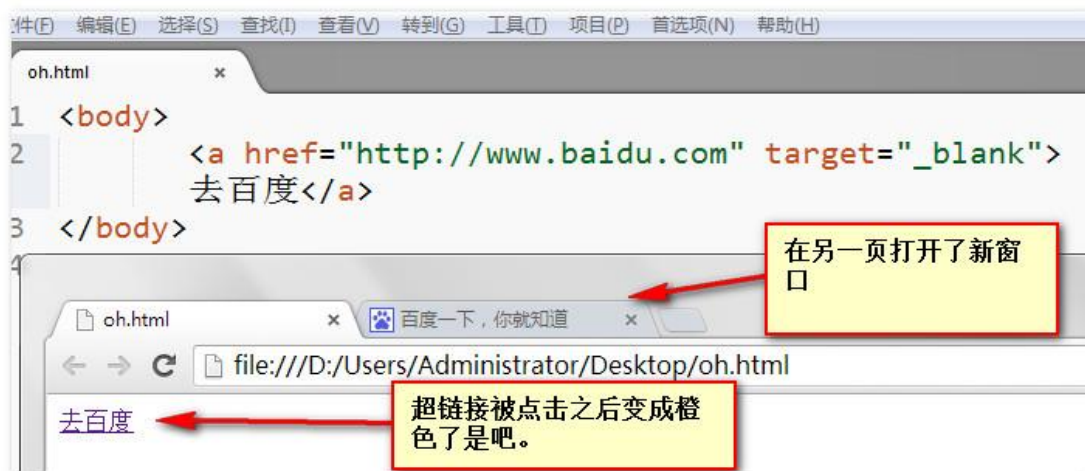 件(F) 编辑(E) 选择(S) 查找(I) 查看(V) 转到(G) 工具(T) 项目(P) 首选项(N) 帮助(H)
oh.html ×
1 <body>
2 <a href="http://www.baidu.com" target="_blank">
去百度</a>
3 </body>
4
在另一页打开了新窗
口
oh.html × 百度一下，你就知道 ×
file:///D:/Users/Administrator/Desktop/oh.html
去百度
超链接被点击之后变成橙
色了是吧。